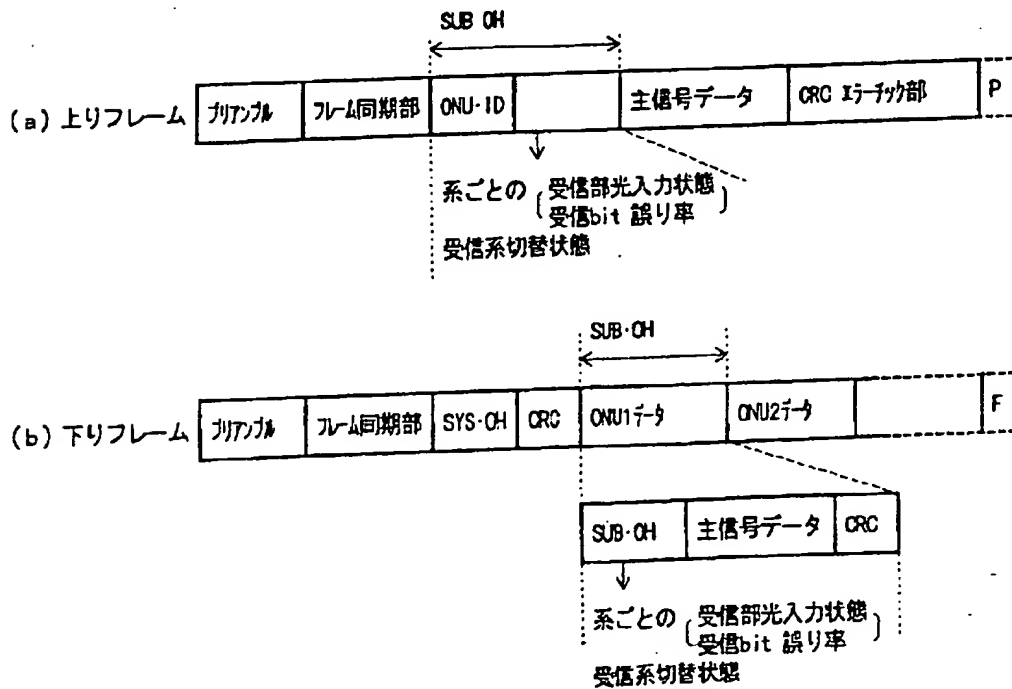 SUB OH
(a) 上りフレーム プリアンブル フレーム同期部 ONU·ID 主信号データ CRC エラーチック部 P
系ごとの 受信部光入力状態
受信bit 誤り率
受信系切替状態
SUB·OH
(b) 下りフレーム プリアンブル フレーム同期部 SYS·OH CRC ONU1データ ONU2データ F
SUB·OH 主信号データ CRC
系ごとの 受信部光入力状態
受信bit 誤り率
受信系切替状態